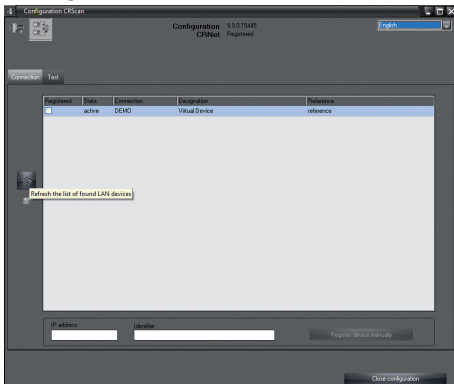 Configuration CRScan
Configuration 9.9.0.15445
CRNet Registered
English
Connection Test
Registered State Connection Designation Reference
active DEMO Virtual Device reference
Refresh the list of found LAN devices
IP address Identifier
Register device manually
Close configuration